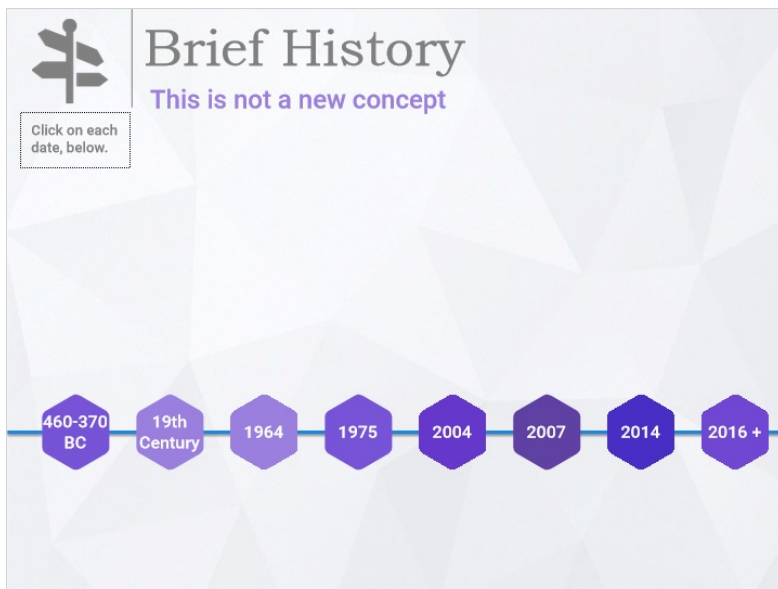 Brief History
This is not a new concept
Click on each
date, below.
460-370
BC
19th
Century
1964
1975
2004
2007
2014
2016 +